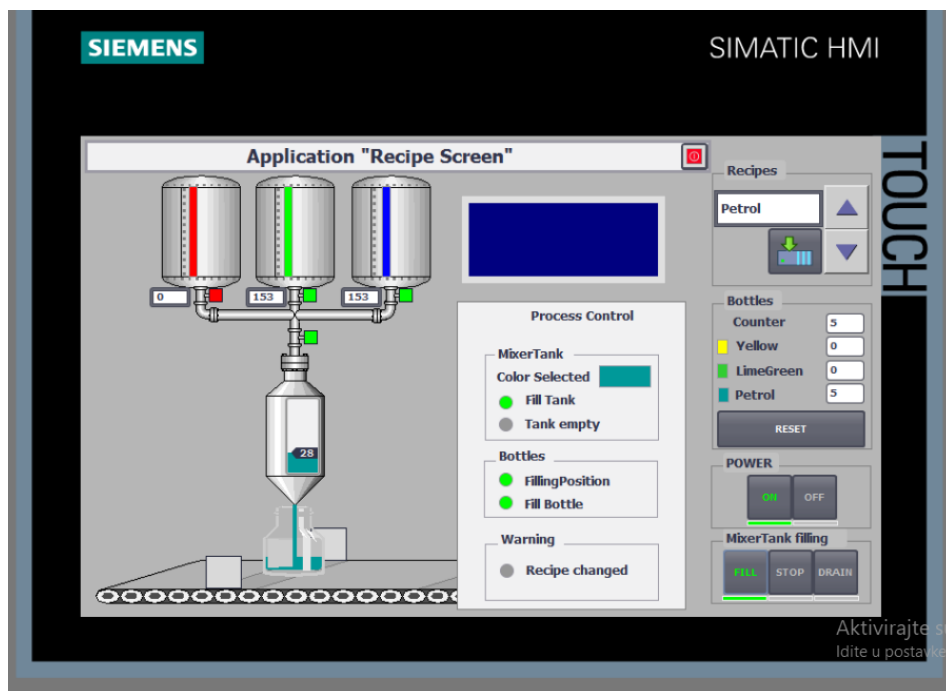 SIEMENS
SIMATIC HMI
TOUCH
Application "Recipe Screen"
Recipes
Petrol
0
153
153
28
Process Control
MixerTank
Color Selected
Fill Tank
Tank empty
Bottles
FillingPosition
Fill Bottle
Warning
Recipe changed
Bottles
Counter 5
Yellow 0
LimeGreen 0
Petrol 5
RESET
POWER
ON OFF
MixerTank filling
FILL STOP DRAIN
Aktivirajte
Idite u postavke